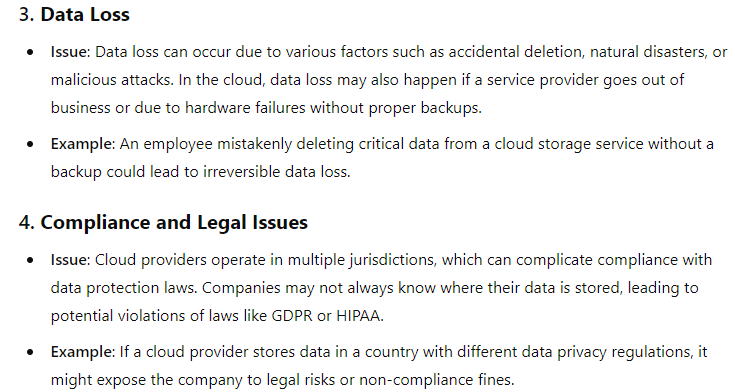 3. Data Loss
• Issue: Data loss can occur due to various factors such as accidental deletion, natural disasters, or
malicious attacks. In the cloud, data loss may also happen if a service provider goes out of
business or due to hardware failures without proper backups.
• Example: An employee mistakenly deleting critical data from a cloud storage service without a
backup could lead to irreversible data loss.
4. Compliance and Legal Issues
• Issue: Cloud providers operate in multiple jurisdictions, which can complicate compliance with
data protection laws. Companies may not always know where their data is stored, leading to
potential violations of laws like GDPR or HIPAA.
• Example: If a cloud provider stores data in a country with different data privacy regulations, it
might expose the company to legal risks or non-compliance fines.